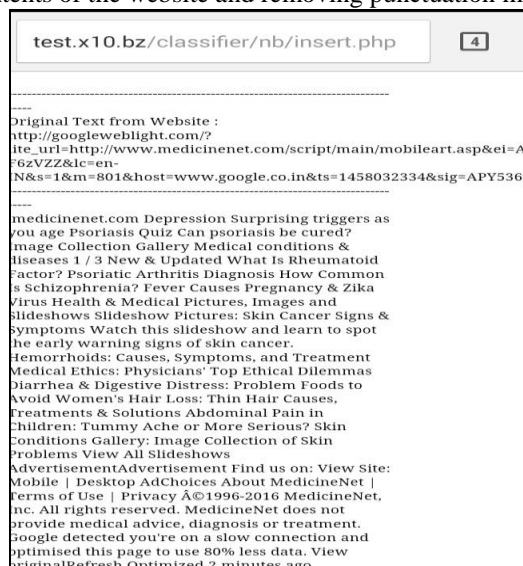 tents of the website and removing punctuation in
test.x10.bz/classifier/nb/insert.php
4
-----------------------------------------------------------------------
----
Original Text from Website :
http://googleweblight.com/?
lite_url=http://www.medicinenet.com/script/main/mobileart.asp&ei=A
F6zVZZ&lc=en-
IN&s=1&m=801&host=www.google.co.in&ts=1458032334&sig=APY536
-----------------------------------------------------------------------
----
medicinenet.com Depression Surprising triggers as
you age Psoriasis Quiz Can psoriasis be cured?
Image Collection Gallery Medical conditions &
diseases 1 / 3 New & Updated What Is Rheumatoid
Factor? Psoriatic Arthritis Diagnosis How Common
Is Schizophrenia? Fever Causes Pregnancy & Zika
Virus Health & Medical Pictures, Images and
Slideshows Slideshow Pictures: Skin Cancer Signs &
Symptoms Watch this slideshow and learn to spot
the early warning signs of skin cancer.
Hemorrhoids: Causes, Symptoms, and Treatment
Medical Ethics: Physicians' Top Ethical Dilemmas
Diarrhea & Digestive Distress: Problem Foods to
Avoid Women's Hair Loss: Thin Hair Causes,
Treatments & Solutions Abdominal Pain in
Children: Tummy Ache or More Serious? Skin
Conditions Gallery: Image Collection of Skin
Problems View All Slideshows
AdvertisementAdvertisement Find us on: View Site:
Mobile | Desktop AdChoices About MedicineNet |
Terms of Use | Privacy Â©1996-2016 MedicineNet,
Inc. All rights reserved. MedicineNet does not
provide medical advice, diagnosis or treatment.
Google detected you're on a slow connection and
optimised this page to use 80% less data. View
originalRefresh Optimized 2 minutes ago